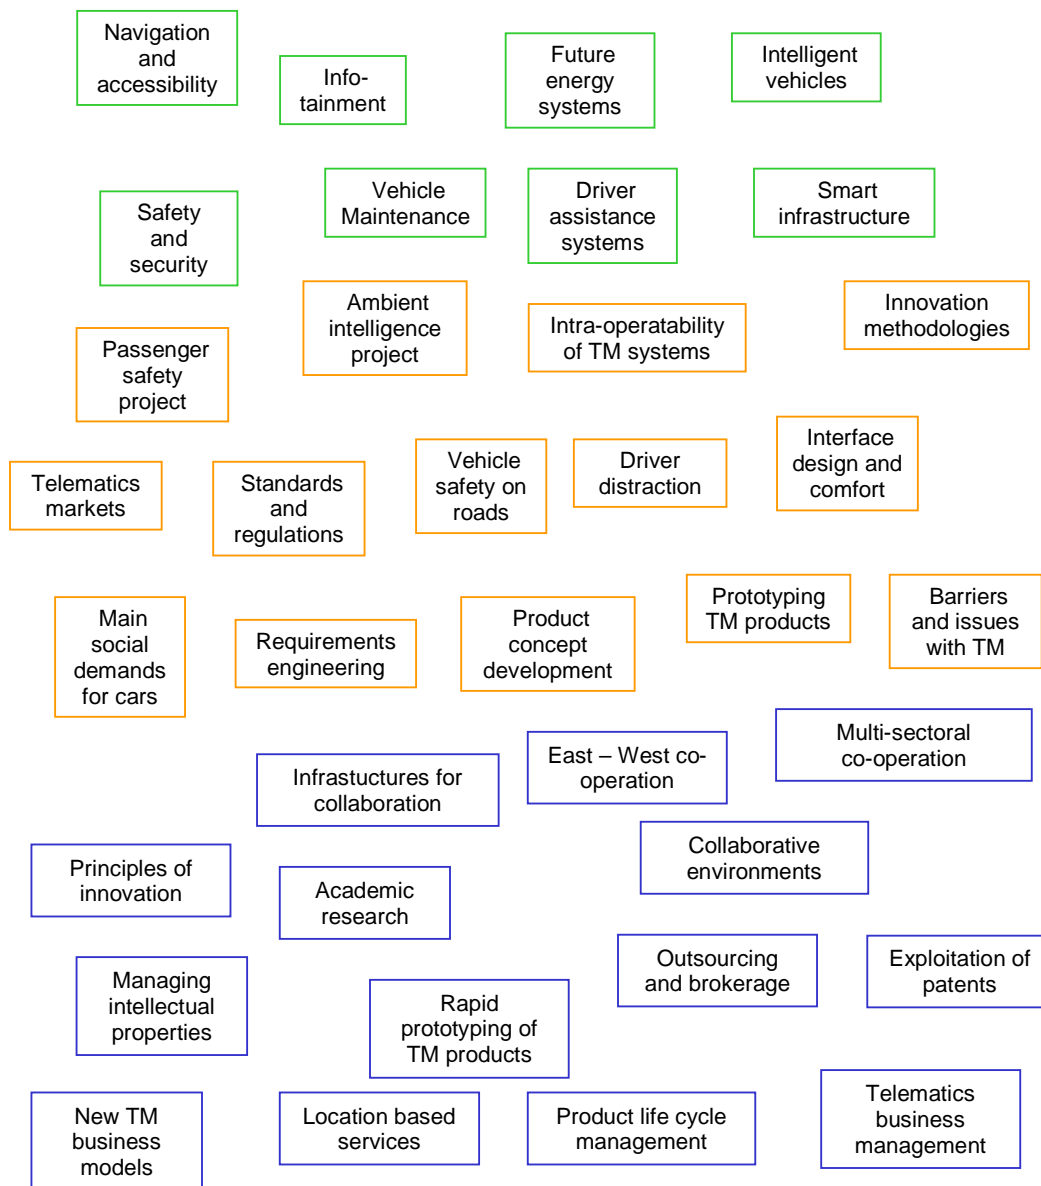 Navigation
and
accessibility
Info-
tainment
Future
energy
systems
Intelligent
vehicles
Safety
and
security
Vehicle
Maintenance
Driver
assistance
systems
Smart
infrastructure
Passenger
safety
project
Ambient
intelligence
project
Intra-operatability
of TM systems
Innovation
methodologies
Telematics
markets
Standards
and
regulations
Vehicle
safety on
roads
Driver
distraction
Interface
design and
comfort
Main
social
demands
for cars
Requirements
engineering
Product
concept
development
Prototyping
TM products
Barriers
and issues
with TM
Infrastuctures for
collaboration
East – West co-
operation
Multi-sectoral
co-operation
Principles of
innovation
Academic
research
Collaborative
environments
Managing
intellectual
properties
Rapid
prototyping of
TM products
Outsourcing
and brokerage
Exploitation of
patents
New TM
business
models
Location based
services
Product life cycle
management
Telematics
business
management